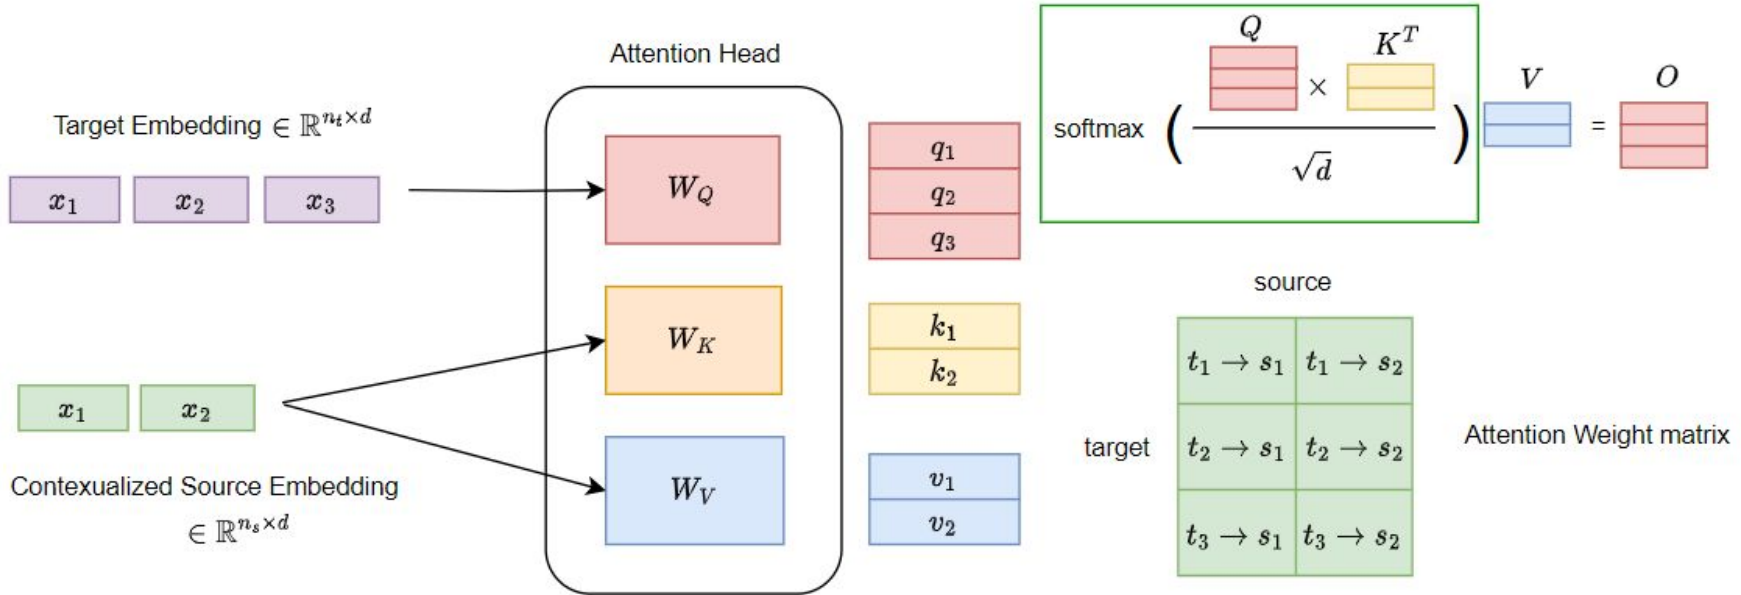 Attention Head
Target Embedding ∈ ℝ^{n_t×d}
x_1 x_2 x_3
W_Q
W_K
W_V
x_1 x_2
Contexualized Source Embedding
∈ ℝ^{n_s×d}
q_1
q_2
q_3
k_1
k_2
v_1
v_2
Q K^T V O
softmax ( × ) =
√d
source
target
t_1 → s_1 t_1 → s_2
t_2 → s_1 t_2 → s_2
t_3 → s_1 t_3 → s_2
Attention Weight matrix